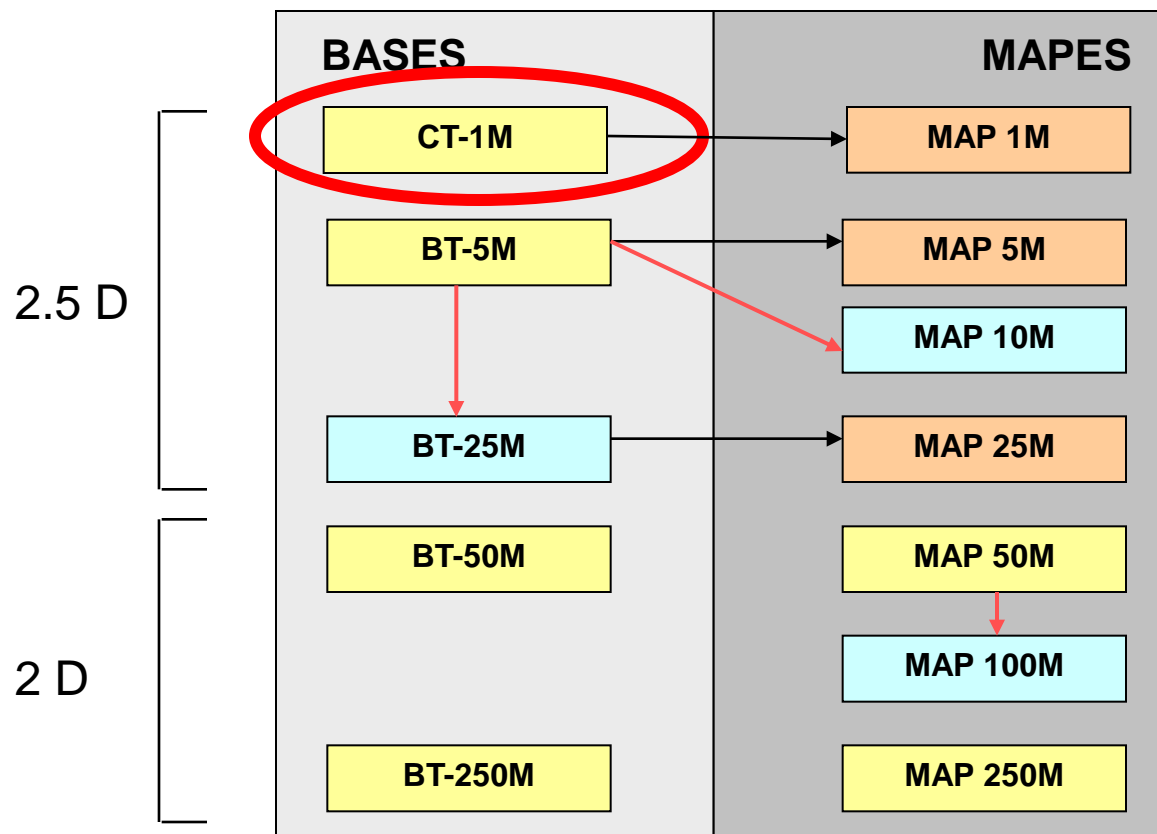 BASES MAPES
CT-1M MAP 1M
BT-5M MAP 5M
2.5 D
MAP 10M
BT-25M MAP 25M
BT-50M MAP 50M
MAP 100M
2 D
BT-250M MAP 250M